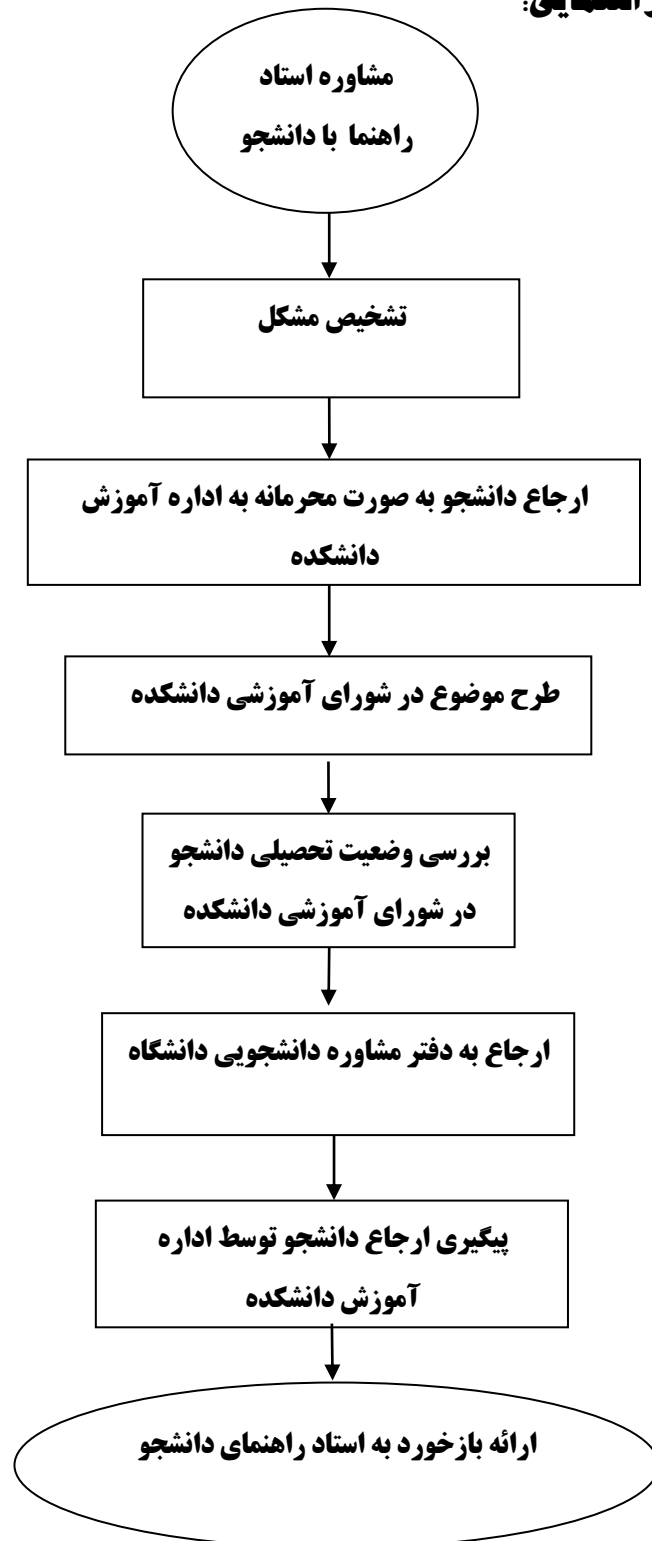 مشاوره استاد
راهنما با دانشجو
تشخیص مشکل
ارجاع دانشجو به صورت محرمانه به اداره آموزش
دانشکده
طرح موضوع در شورای آموزشی دانشکده
بررسی وضعیت تحصیلی دانشجو
در شورای آموزشی دانشکده
ارجاع به دفتر مشاوره دانشجویی دانشگاه
پیگیری ارجاع دانشجو توسط اداره
آموزش دانشکده
ارائه بازخورد به استاد راهنمای دانشجو